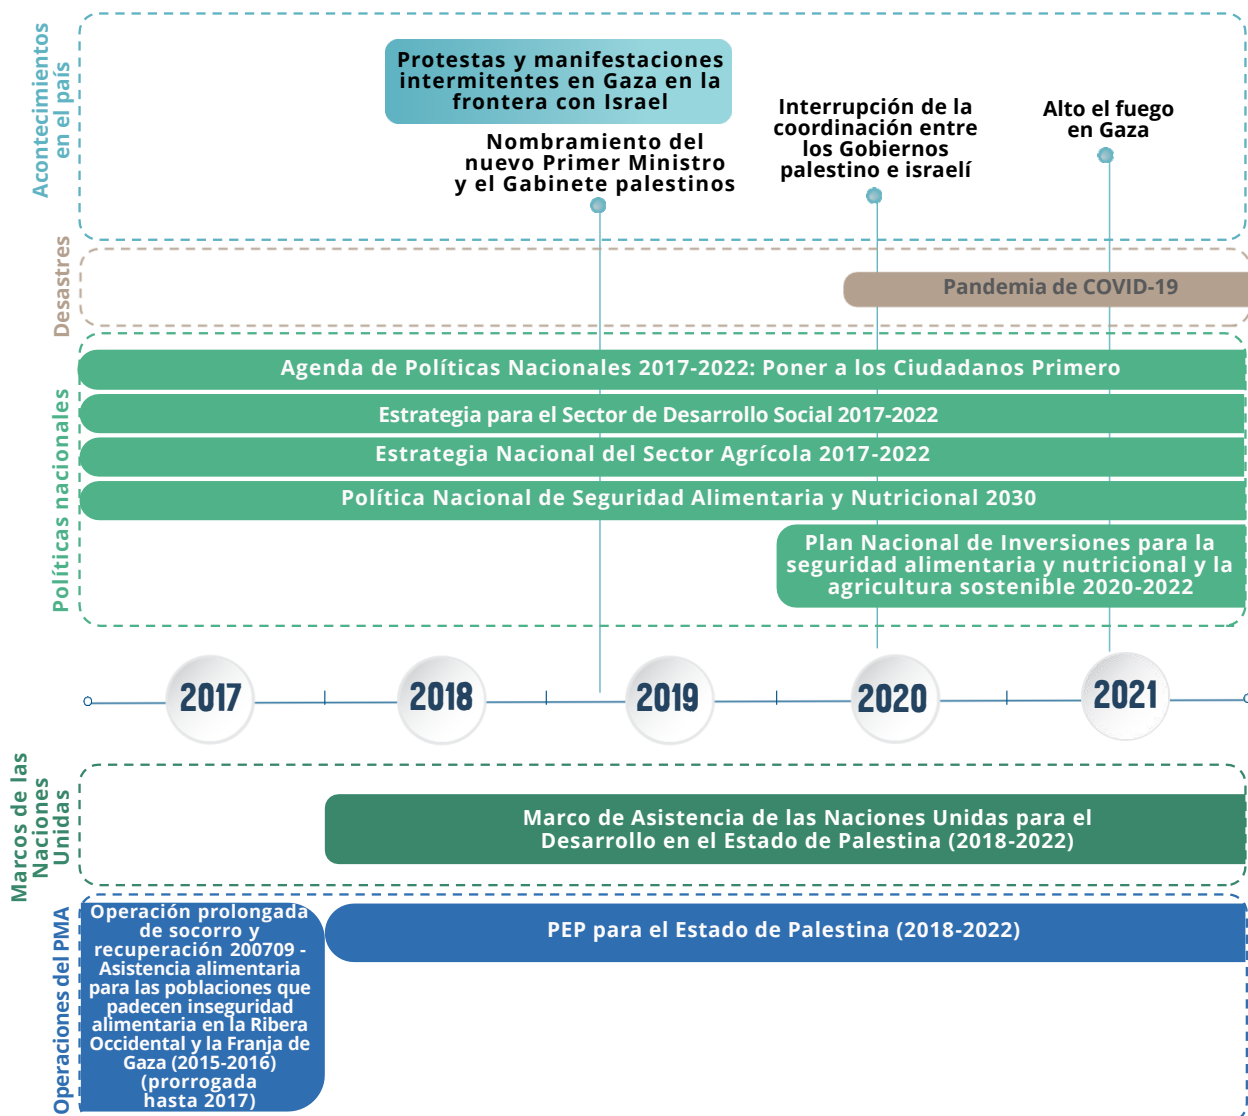 Acontecimientos
en el país
Protestas y manifestaciones
intermitentes en Gaza en la
frontera con Israel
Nombramiento del
nuevo Primer Ministro
y el Gabinete palestinos
Interrupción de la
coordinación entre
los Gobiernos
palestino e israelí
Alto el fuego
en Gaza
Desastres
Pandemia de COVID-19
Políticas nacionales
Agenda de Políticas Nacionales 2017-2022: Poner a los Ciudadanos Primero
Estrategia para el Sector de Desarrollo Social 2017-2022
Estrategia Nacional del Sector Agrícola 2017-2022
Política Nacional de Seguridad Alimentaria y Nutricional 2030
Plan Nacional de Inversiones para la
seguridad alimentaria y nutricional y la
agricultura sostenible 2020-2022
2017
2018
2019
2020
2021
Marcos de las
Naciones
Unidas
Marco de Asistencia de las Naciones Unidas para el
Desarrollo en el Estado de Palestina (2018-2022)
Operaciones del PMA
Operación prolongada
de socorro y
recuperación 200709 -
Asistencia alimentaria
para las poblaciones que
padecen inseguridad
alimentaria en la Ribera
Occidental y la Franja de
Gaza (2015-2016)
(prorrogada
hasta 2017)
PEP para el Estado de Palestina (2018-2022)